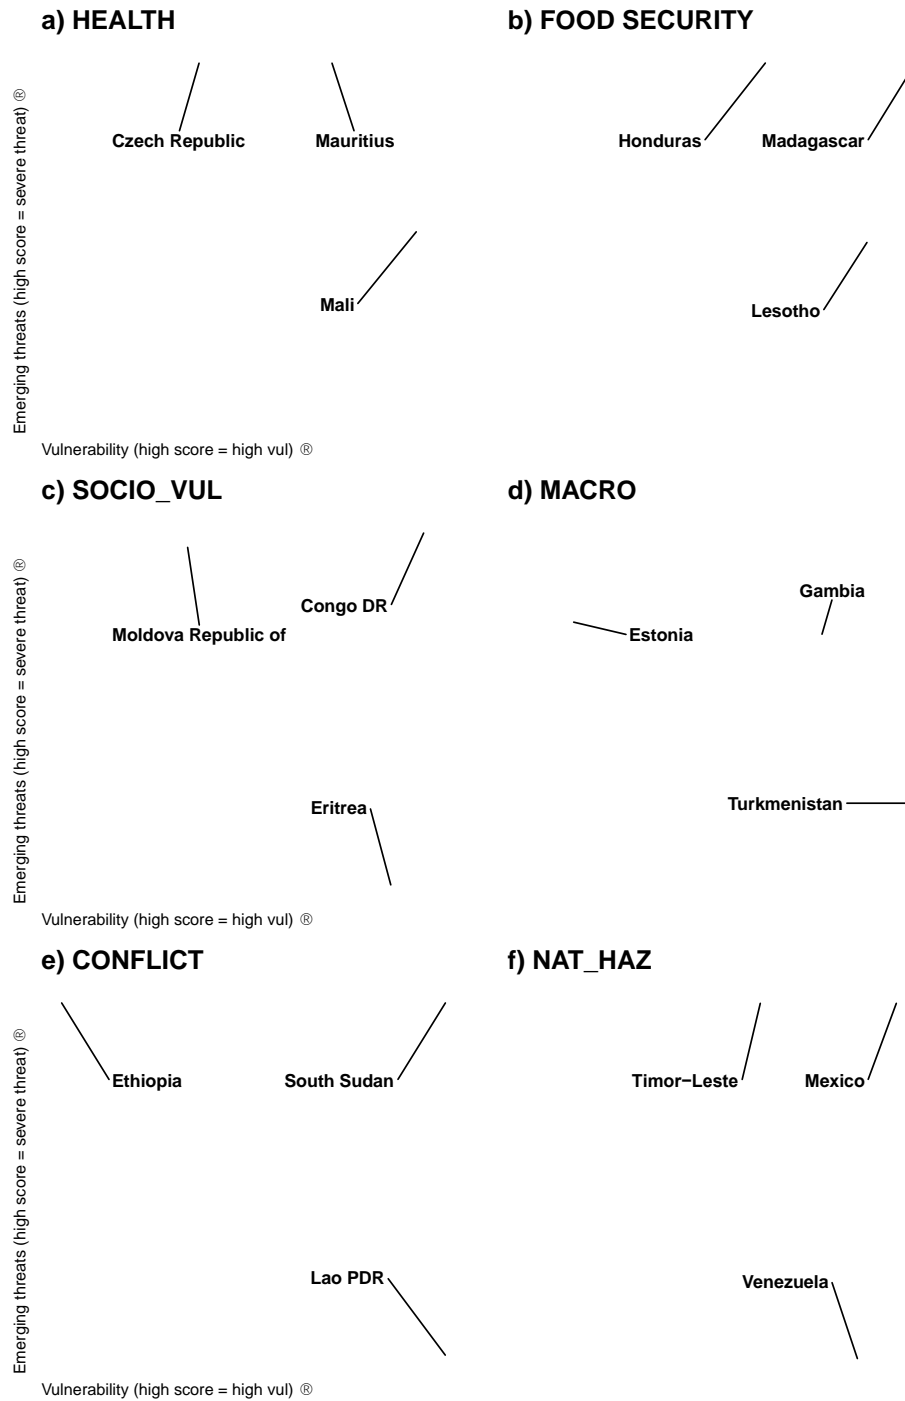 a) HEALTH
b) FOOD SECURITY
Emerging threats (high score = severe threat) ®
Czech Republic
Mauritius
Honduras
Madagascar
Mali
Lesotho
Vulnerability (high score = high vul) ®
c) SOCIO_VUL
d) MACRO
Emerging threats (high score = severe threat) ®
Congo DR
Moldova Republic of
Gambia
Estonia
Eritrea
Turkmenistan
Vulnerability (high score = high vul) ®
e) CONFLICT
f) NAT_HAZ
Emerging threats (high score = severe threat) ®
Ethiopia
South Sudan
Timor−Leste
Mexico
Lao PDR
Venezuela
Vulnerability (high score = high vul) ®